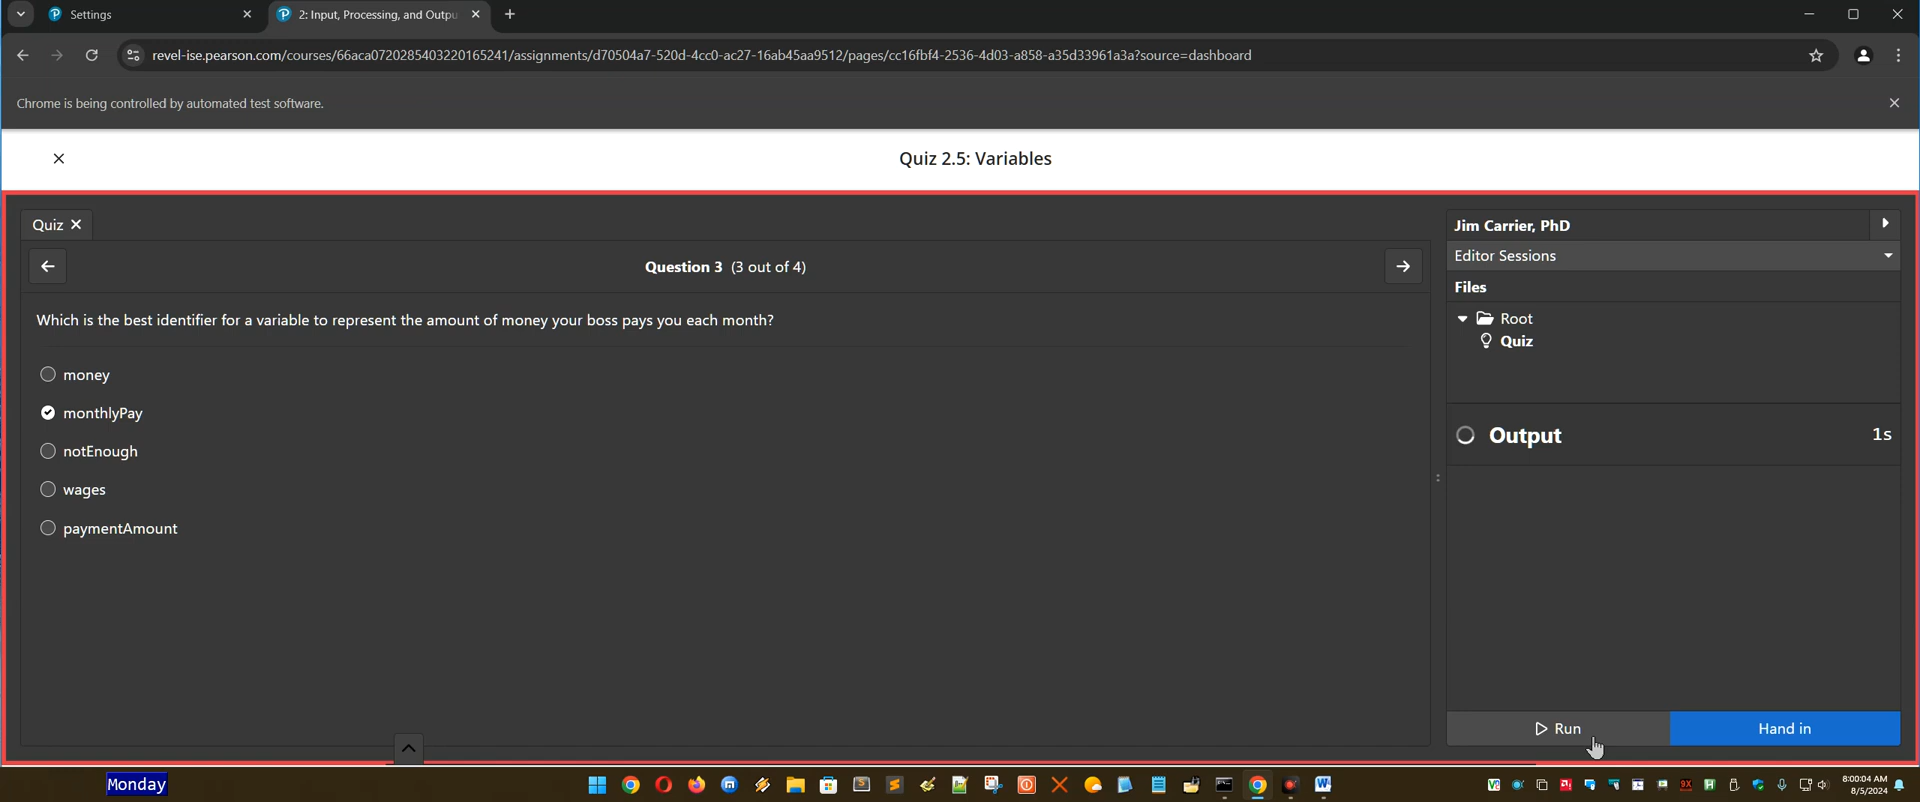 Settings
2: Input, Processing, and Outpu
revel-ise.pearson.com/courses/66aca0720285403220165241/assignments/d70504a7-520d-4cc0-ac27-16ab45aa9512/pages/cc16fbf4-2536-4d03-a858-a35d33961a3a?source=dashboard
Chrome is being controlled by automated test software.
Quiz 2.5: Variables
Quiz
Jim Carrier, PhD
Editor Sessions
Question 3 (3 out of 4)
Files
Which is the best identifier for a variable to represent the amount of money your boss pays you each month?
Root
Quiz
money
monthlyPay
Output 1s
notEnough
wages
paymentAmount
Run
Hand in
Monday
8:00:04 AM
8/5/2024